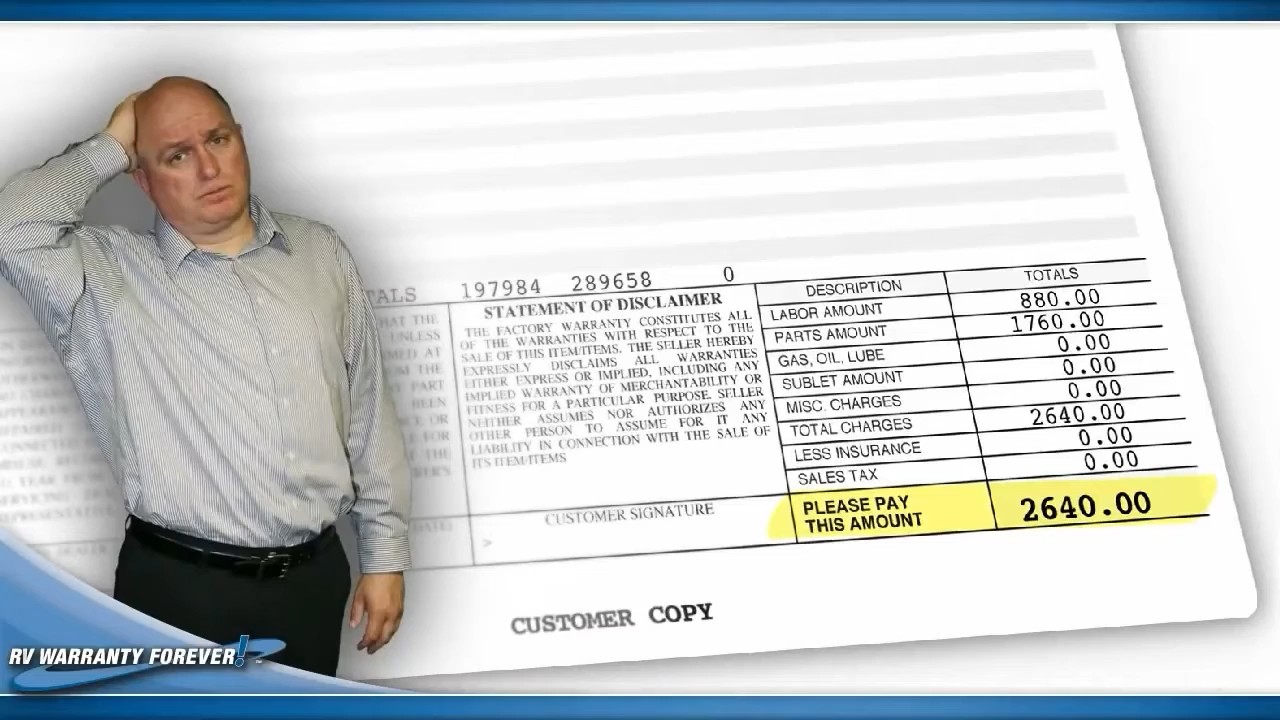 TALS 197984 289658 0
STATEMENT OF DISCLAIMER
THE FACTORY WARRANTY CONSTITUTES ALL
OF THE WARRANTIES WITH RESPECT TO THE
SALE OF THIS ITEM/ITEMS. THE SELLER HEREBY
EXPRESSLY DISCLAIMS ALL WARRANTIES
EITHER EXPRESS OR IMPLIED, INCLUDING ANY
IMPLIED WARRANTY OF MERCHANTABILITY OR
FITNESS FOR A PARTICULAR PURPOSE. SELLER
NEITHER ASSUMES NOR AUTHORIZES ANY
OTHER PERSON TO ASSUME FOR IT ANY
LIABILITY IN CONNECTION WITH THE SALE OF
ITS ITEM/ITEMS
CUSTOMER SIGNATURE
>
DESCRIPTION TOTALS
LABOR AMOUNT 880.00
PARTS AMOUNT 1760.00
GAS, OIL, LUBE 0.00
SUBLET AMOUNT 0.00
MISC. CHARGES 0.00
TOTAL CHARGES 2640.00
LESS INSURANCE 0.00
SALES TAX 0.00
PLEASE PAY
THIS AMOUNT 2640.00
CUSTOMER COPY
RV WARRANTY FOREVER!